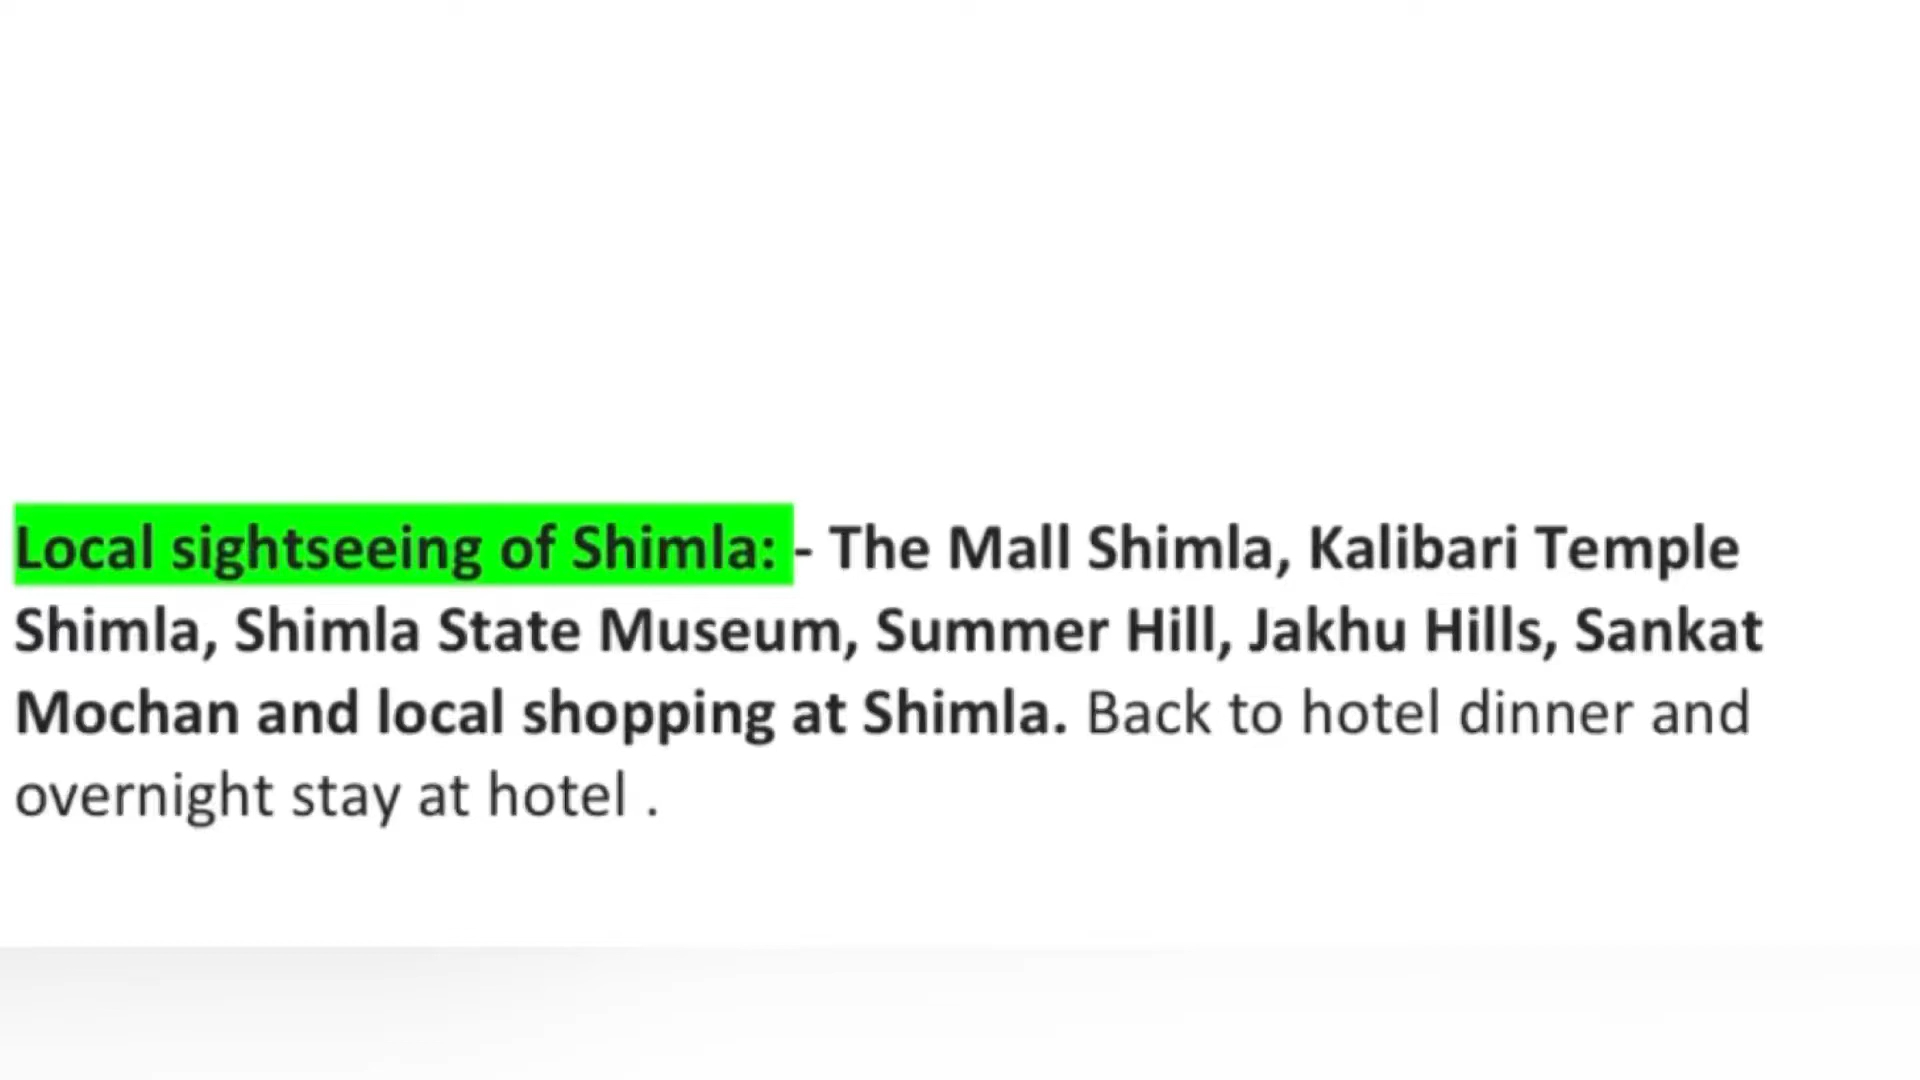 Local sightseeing of Shimla: - The Mall Shimla, Kalibari Temple
Shimla, Shimla State Museum, Summer Hill, Jakhu Hills, Sankat
Mochan and local shopping at Shimla. Back to hotel dinner and
overnight stay at hotel .